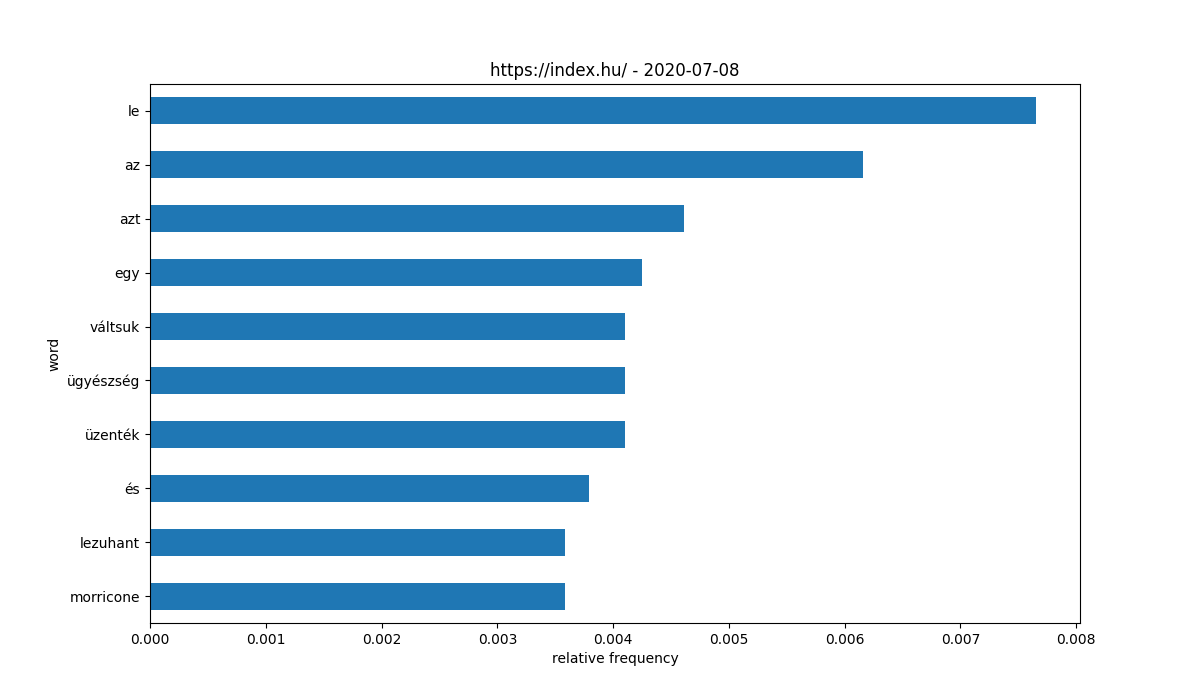 https://index.hu/ - 2020-07-08
le
az
azt
egy
váltsuk
ügyészség
üzenték
és
lezuhant
morricone
word
0.000 0.001 0.002 0.003 0.004 0.005 0.006 0.007 0.008
relative frequency